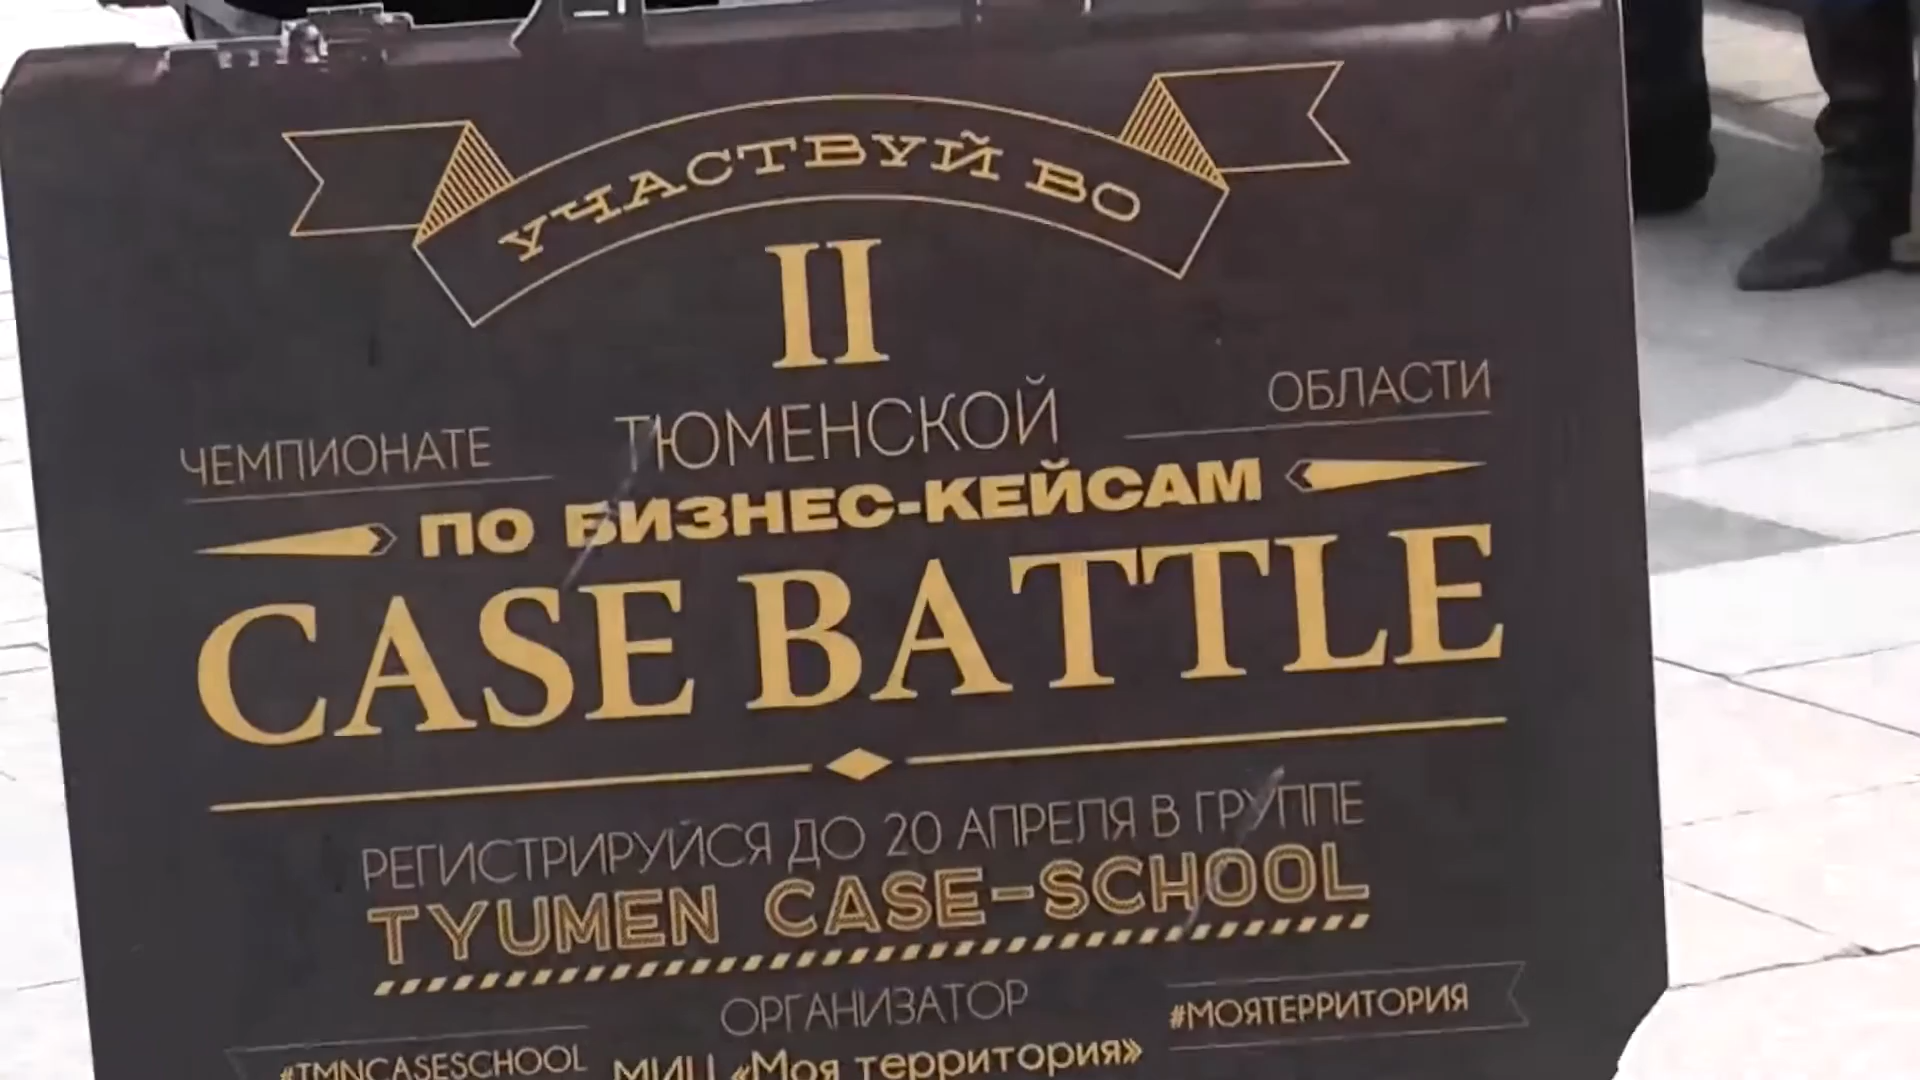 УЧАСТВУЙ ВО
II
ЧЕМПИОНАТЕ ТЮМЕНСКОЙ ОБЛАСТИ
ПО БИЗНЕС-КЕЙСАМ
CASE BATTLE
РЕГИСТРИРУЙСЯ ДО 20 АПРЕЛЯ В ГРУППЕ
TYUMEN CASE-SCHOOL
ОРГАНИЗАТОР
#TMNCASESCHOOL МИЦ «Моя территория» #МОЯТЕРРИТОРИЯ